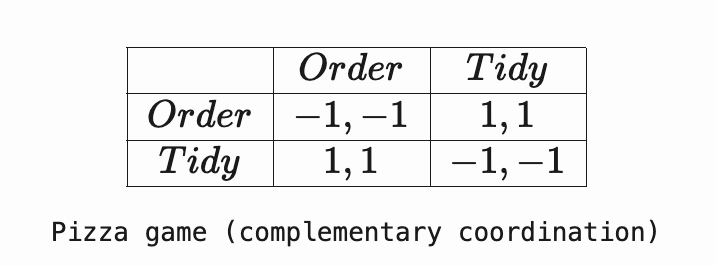 Order Tidy
Order −1, −1 1, 1
Tidy 1, 1 −1, −1
Pizza game (complementary coordination)